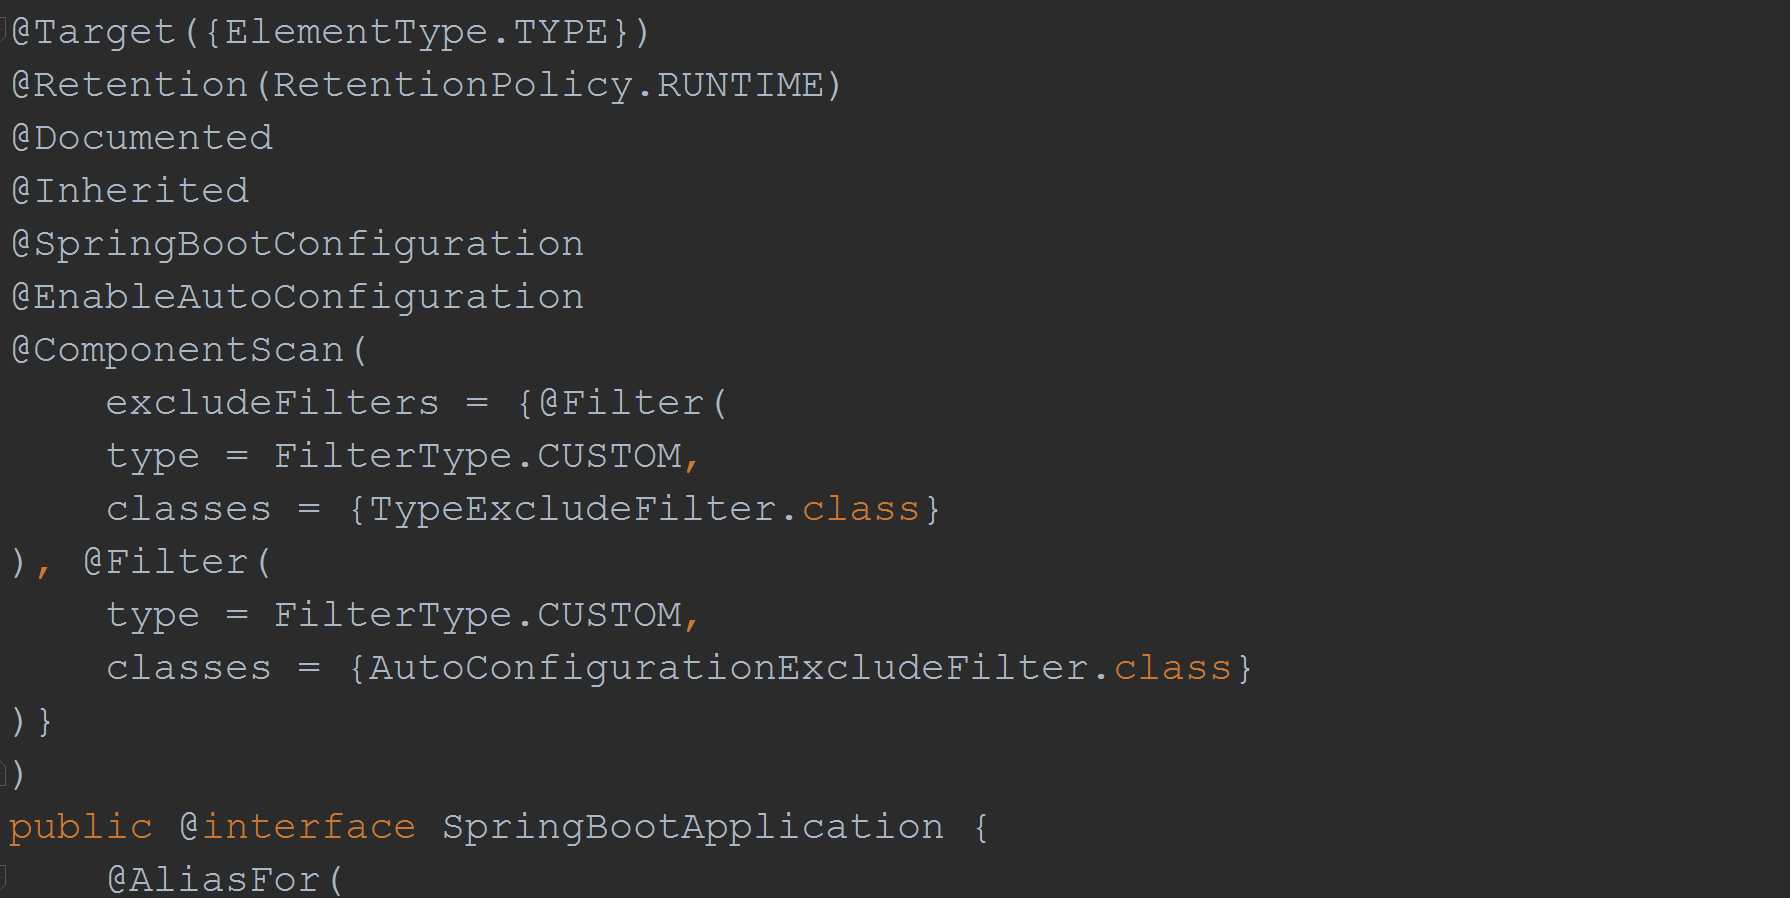 @Target({ElementType.TYPE})
@Retention(RetentionPolicy.RUNTIME)
@Documented
@Inherited
@SpringBootConfiguration
@EnableAutoConfiguration
@ComponentScan(
    excludeFilters = {@Filter(
    type = FilterType.CUSTOM,
    classes = {TypeExcludeFilter.class}
), @Filter(
    type = FilterType.CUSTOM,
    classes = {AutoConfigurationExcludeFilter.class}
)}
)
public @interface SpringBootApplication {
    @AliasFor(